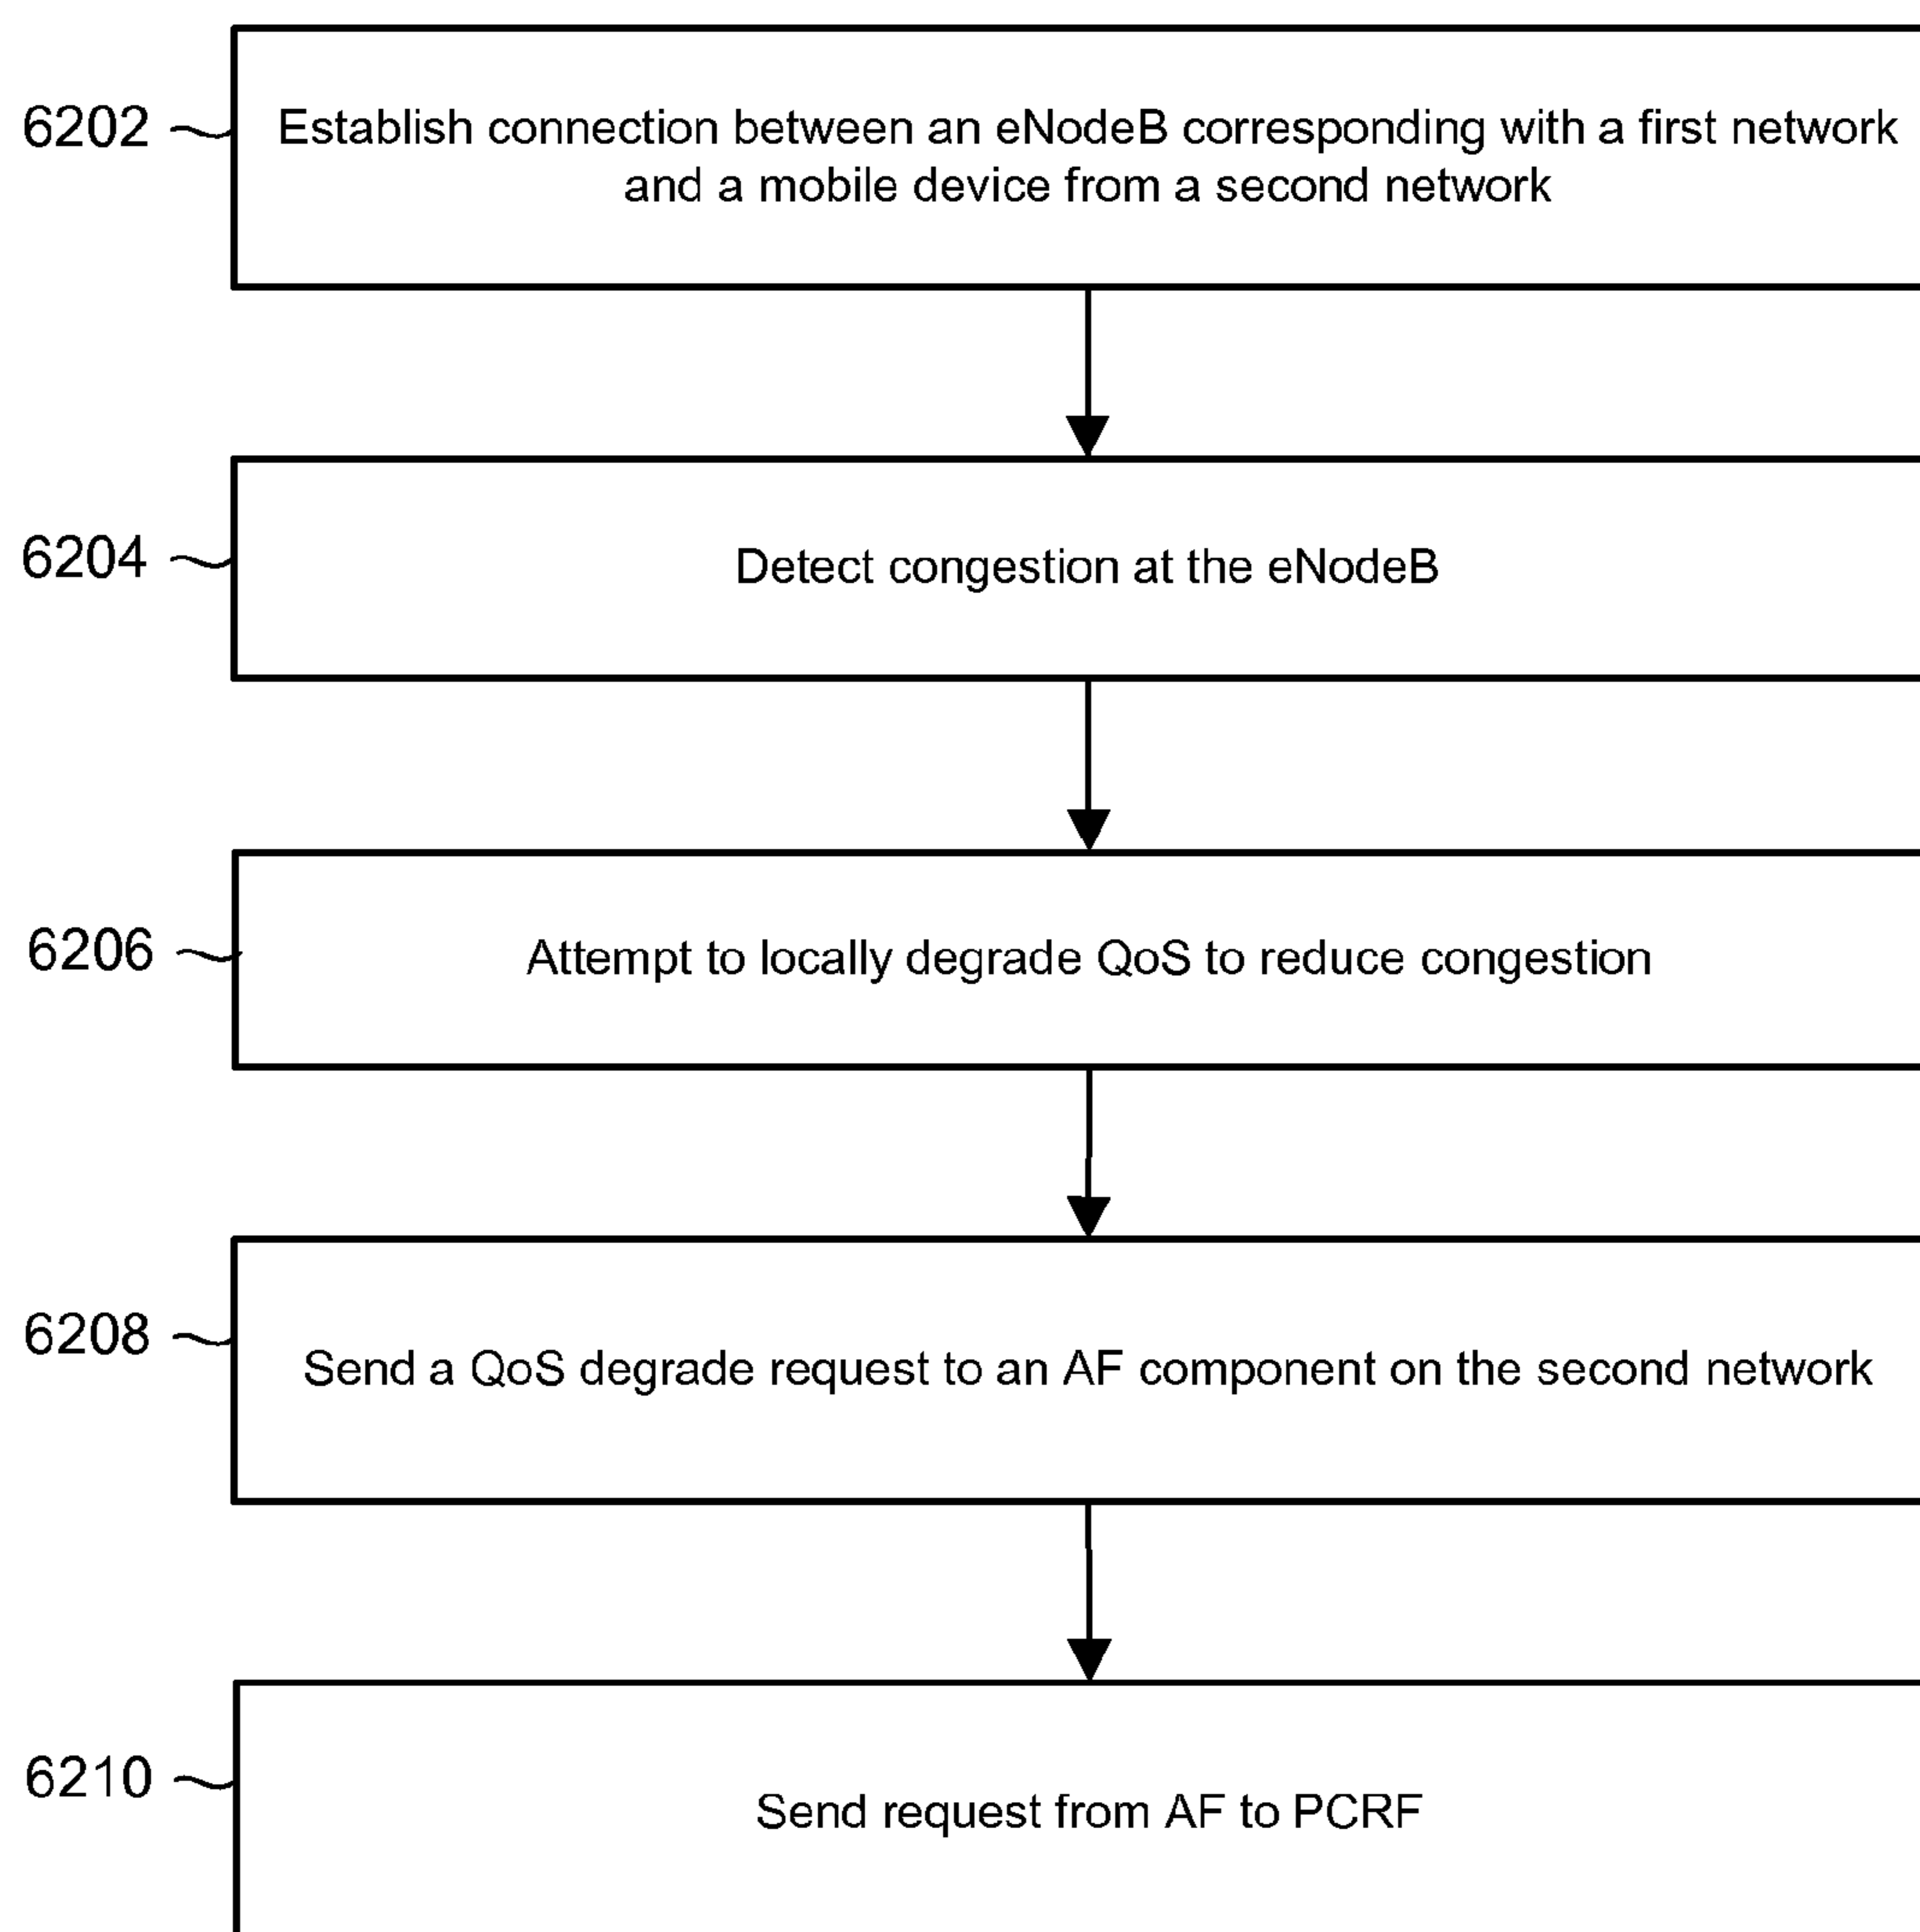 6202
Establish connection between an eNodeB corresponding with a first network
and a mobile device from a second network
6204
Detect congestion at the eNodeB
6206
Attempt to locally degrade QoS to reduce congestion
6208
Send a QoS degrade request to an AF component on the second network
6210
Send request from AF to PCRF